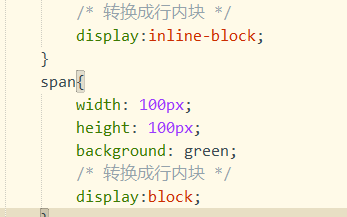 /* 转换成行内块 */
display:inline-block;
}
span{
width: 100px;
height: 100px;
background: green;
/* 转换成行内块 */
display:block;
}